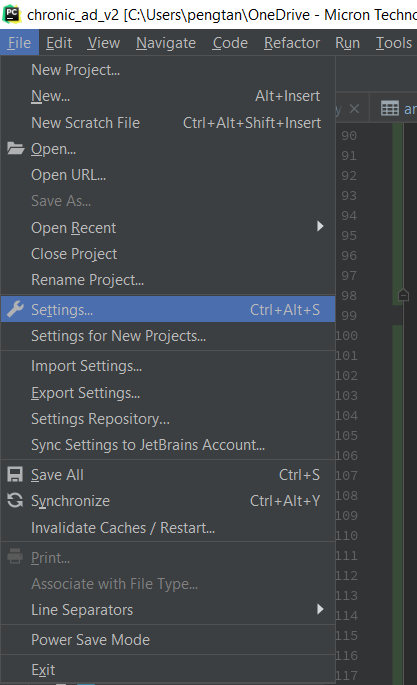 PC chronic_ad_v2 [C:\Users\pengtan\OneDrive - Micron Techno
File Edit View Navigate Code Refactor Run Tools
New Project...
New... Alt+Insert
New Scratch File Ctrl+Alt+Shift+Insert
Open...
Open URL...
Save As...
Open Recent
Close Project
Rename Project...
Settings... Ctrl+Alt+S
Settings for New Projects...
Import Settings...
Export Settings...
Settings Repository...
Sync Settings to JetBrains Account...
Save All Ctrl+S
Synchronize Ctrl+Alt+Y
Invalidate Caches / Restart...
Print...
Associate with File Type...
Line Separators
Power Save Mode
Exit
y ar
90
91
92
93
94
95
96
97
98
99
100
101
102
103
104
105
106
107
108
109
110
111
112
113
114
115
116
117